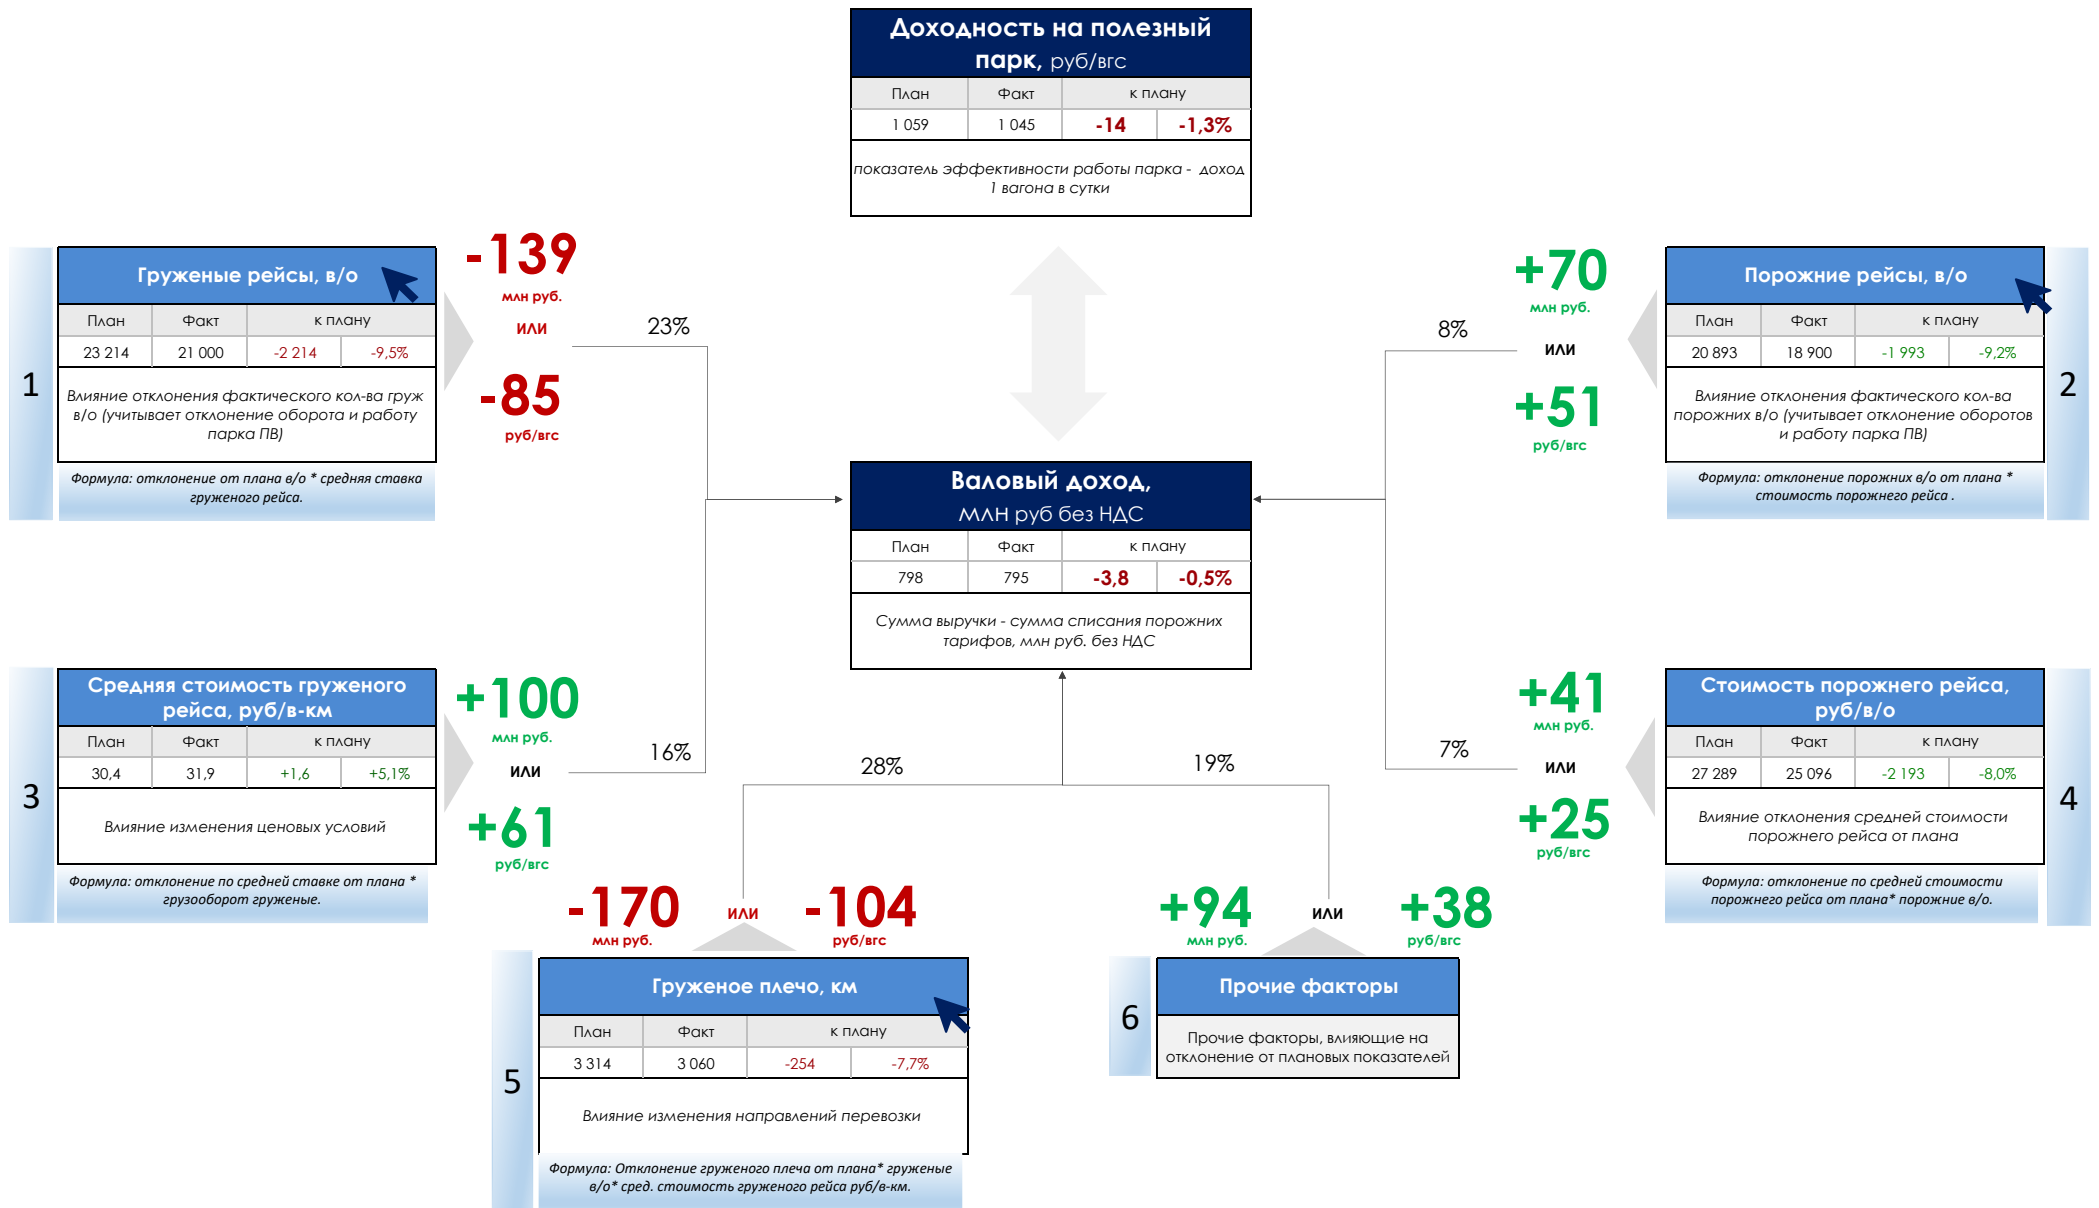 Доходность на полезный
парк, руб/вгс
План Факт к плану
1 059 1 045 -14 -1,3%
показатель эффективности работы парка - доход
1 вагона в сутки
1
Груженые рейсы, в/о
План Факт к плану
23 214 21 000 -2 214 -9,5%
Влияние отклонения фактического кол-ва груж
в/о (учитывает отклонение оборота и работу
парка ПВ)
Формула: отклонение от плана в/о * средняя ставка
груженого рейса.
-139
млн руб.
или
-85
руб/вгс
23%
8%
+70
млн руб.
или
+51
руб/вгс
Порожние рейсы, в/о
План Факт к плану
20 893 18 900 -1 993 -9,2%
Влияние отклонения фактического кол-ва
порожних в/о (учитывает отклонение оборотов
и работу парка ПВ)
Формула: отклонение порожних в/о от плана *
стоимость порожнего рейса .
2
Валовый доход,
млн руб без НДС
План Факт к плану
798 795 -3,8 -0,5%
Сумма выручки - сумма списания порожних
тарифов, млн руб. без НДС
3
Средняя стоимость груженого
рейса, руб/в-км
План Факт к плану
30,4 31,9 +1,6 +5,1%
Влияние изменения ценовых условий
Формула: отклонение по средней ставке от плана *
грузооборот груженые.
+100
млн руб.
или
+61
руб/вгс
16%
28%
19%
7%
+41
млн руб.
или
+25
руб/вгс
Стоимость порожнего рейса,
руб/в/о
План Факт к плану
27 289 25 096 -2 193 -8,0%
Влияние отклонения средней стоимости
порожнего рейса от плана
Формула: отклонение по средней стоимости
порожнего рейса от плана* порожние в/о.
4
-170 или -104
млн руб. руб/вгс
5
Груженое плечо, км
План Факт к плану
3 314 3 060 -254 -7,7%
Влияние изменения направлений перевозки
Формула: Отклонение груженого плеча от плана* груженые
в/о* сред. стоимость груженого рейса руб/в-км.
+94 или +38
млн руб. руб/вгс
6
Прочие факторы
Прочие факторы, влияющие на
отклонение от плановых показателей